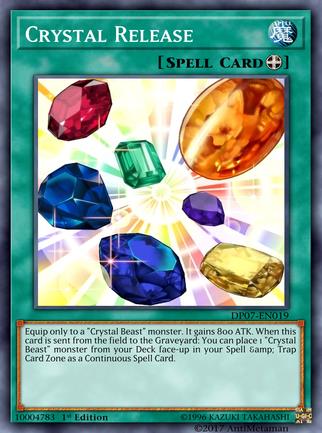 Crystal Release
[Spell Card]
DP07-EN019
Equip only to a "Crystal Beast" monster. It gains 800 ATK. When this
card is sent from the field to the Graveyard: You can place 1 "Crystal
Beast" monster from your Deck face-up in your Spell &amp; Trap
Card Zone as a Continuous Spell Card.
10004783 1st Edition ©1996 KAZUKI TAKAHASHI
©2017 AntiMetaman